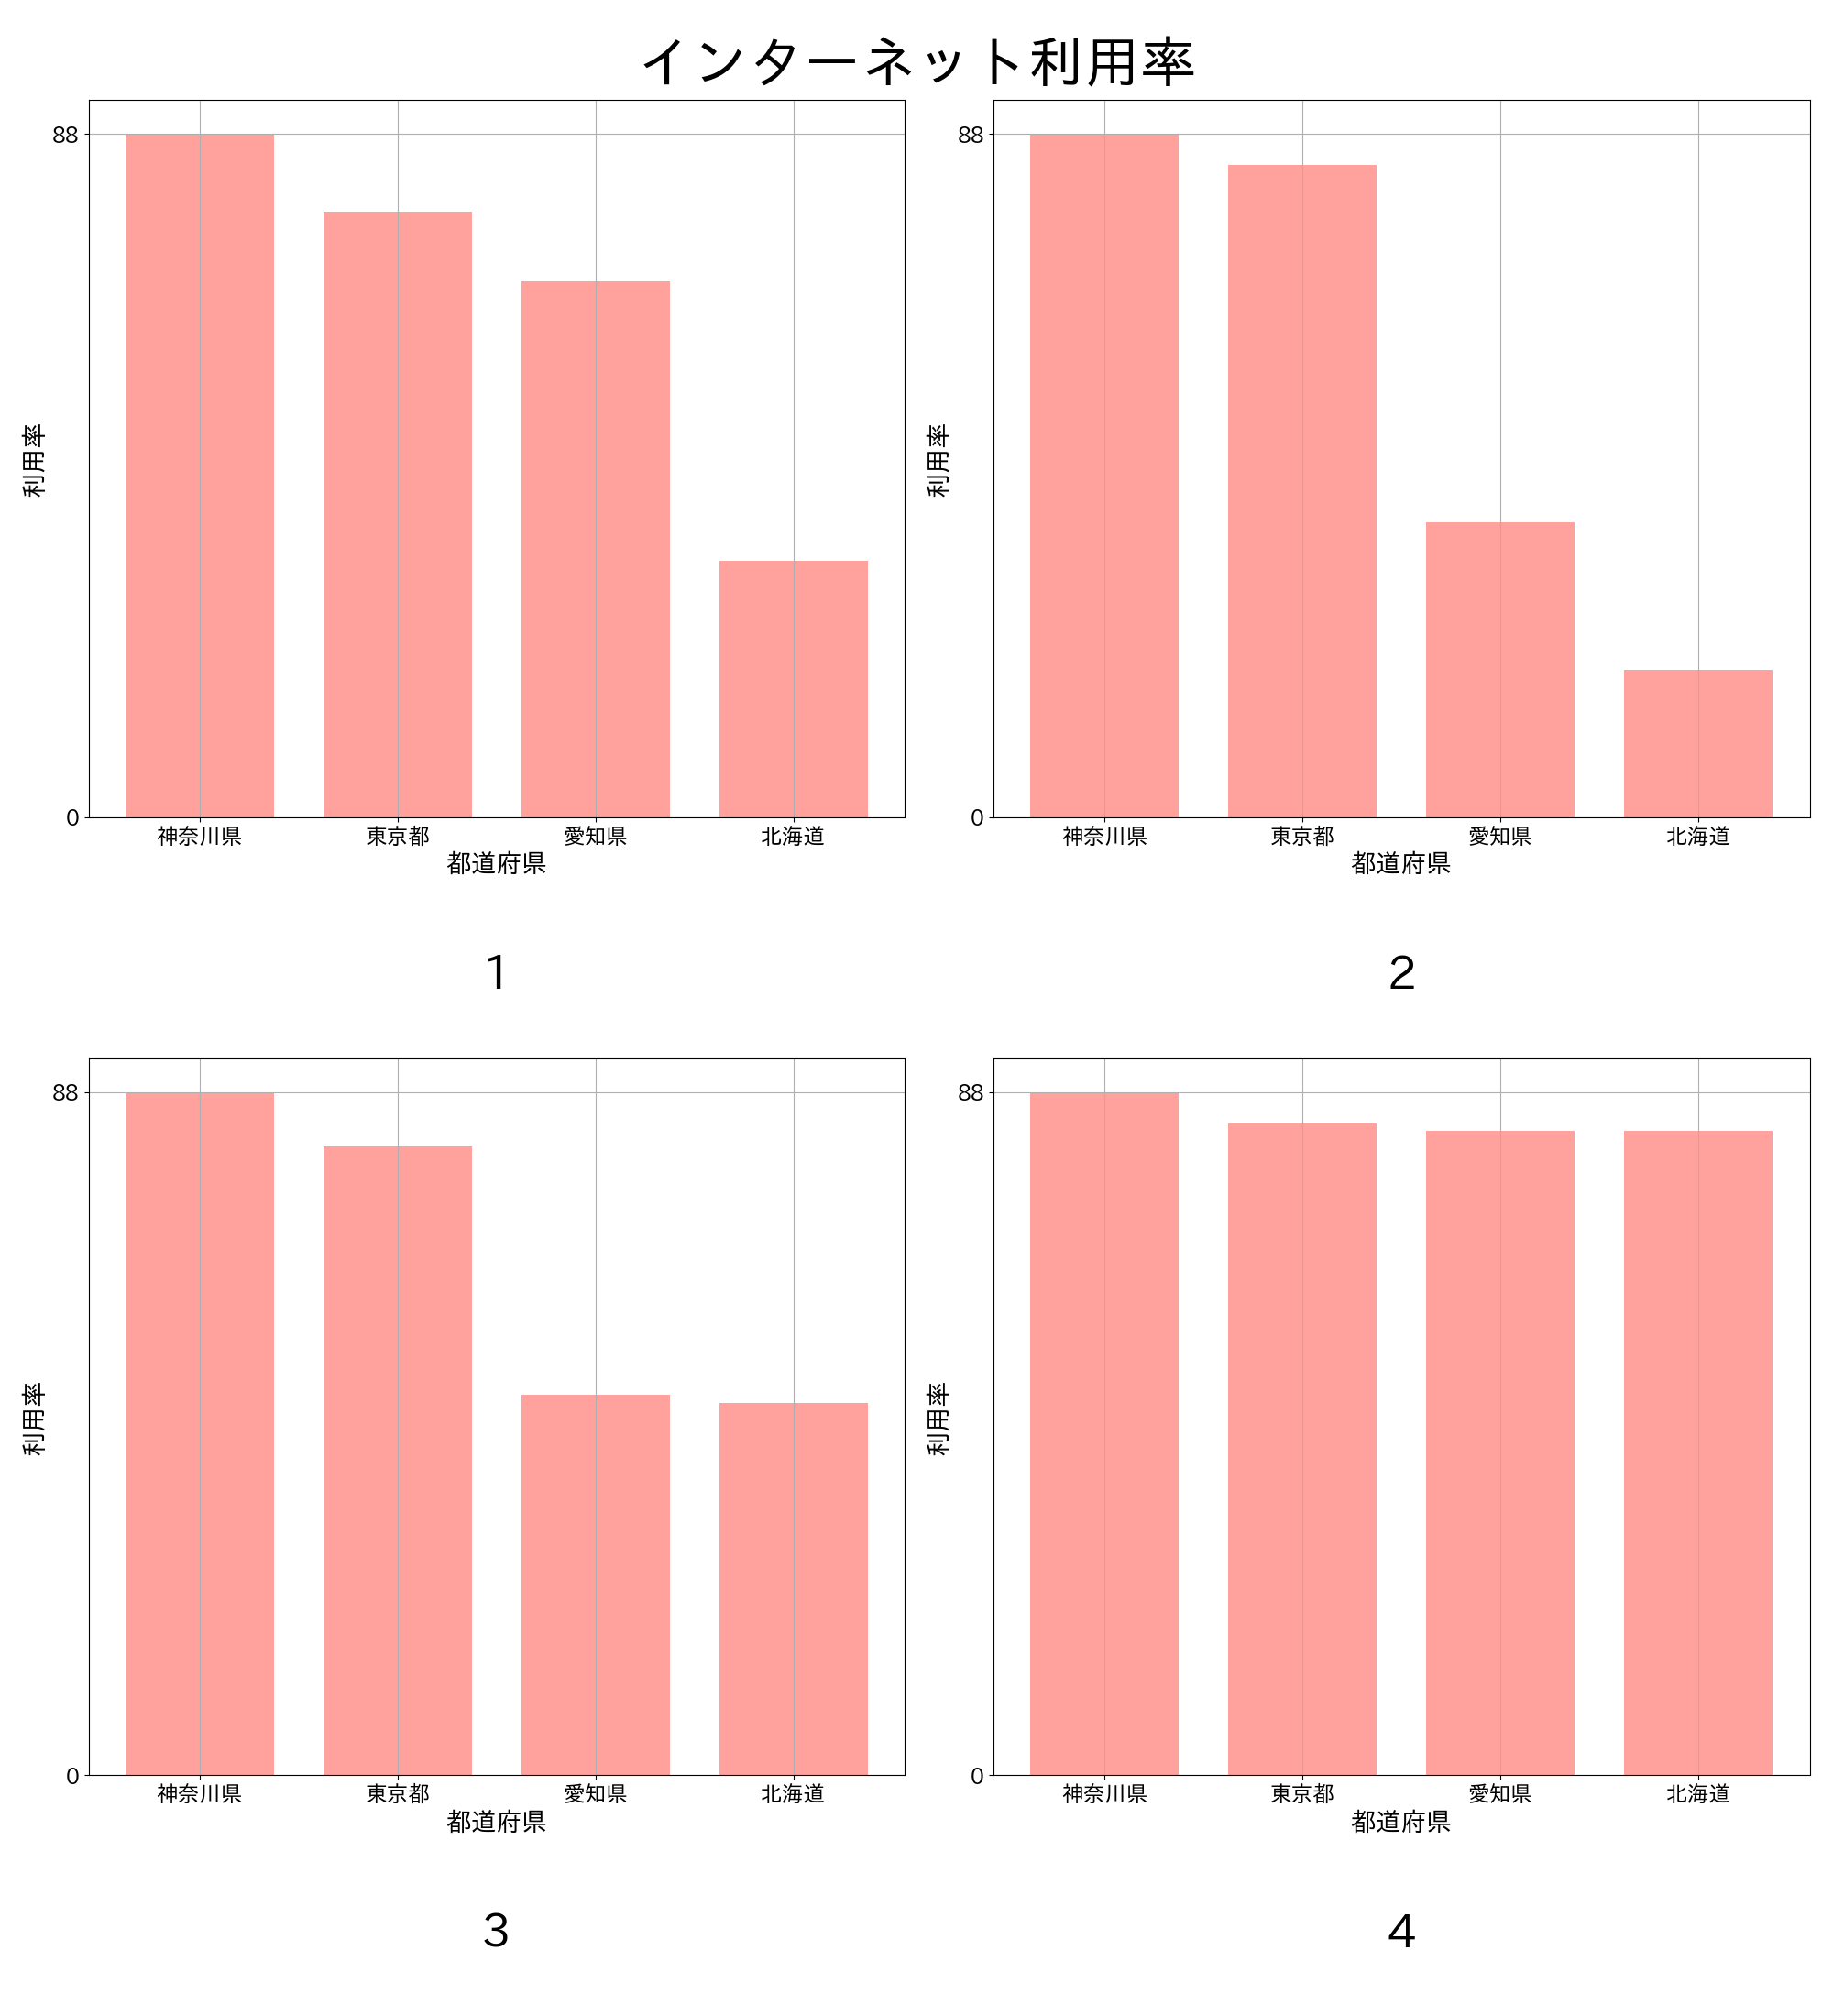 インターネット利用率
88
0
利用率
神奈川県 東京都 愛知県 北海道
都道府県
1
88
0
利用率
神奈川県 東京都 愛知県 北海道
都道府県
2
88
0
利用率
神奈川県 東京都 愛知県 北海道
都道府県
3
88
0
利用率
神奈川県 東京都 愛知県 北海道
都道府県
4